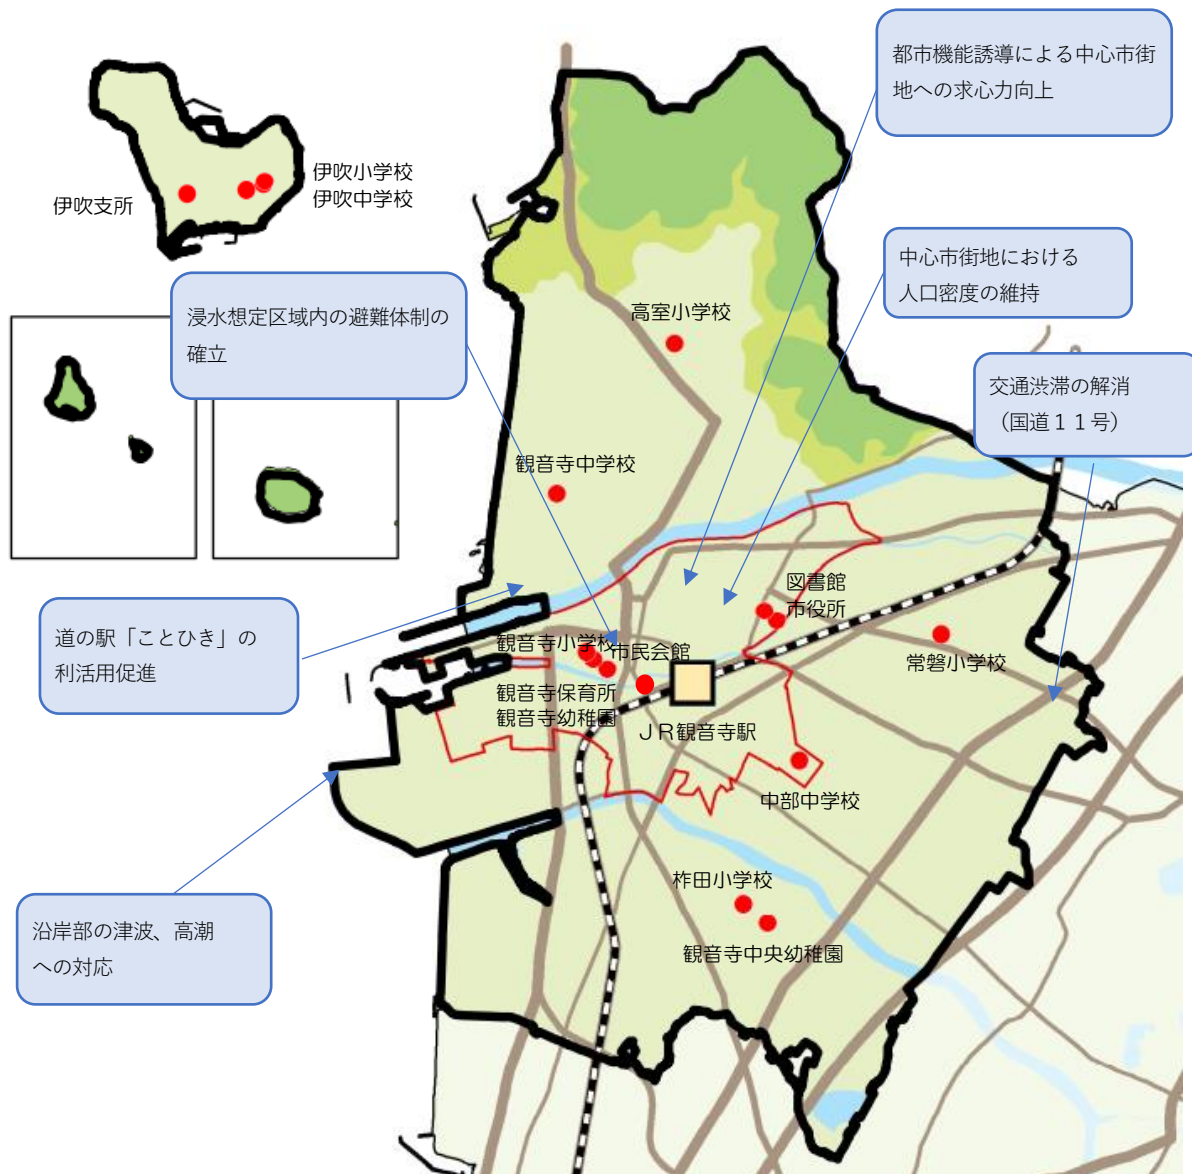 都市機能誘導による中心市街
地への求心力向上
伊吹小学校
伊吹中学校
伊吹支所
中心市街地における
人口密度の維持
浸水想定区域内の避難体制の
確立
高室小学校
交通渋滞の解消
（国道１１号）
観音寺中学校
図書館
市役所
道の駅「ことひき」の
利活用促進
観音寺小学校
市民会館
常磐小学校
観音寺保育所
観音寺幼稚園
ＪＲ観音寺駅
中部中学校
柞田小学校
沿岸部の津波、高潮
への対応
観音寺中央幼稚園